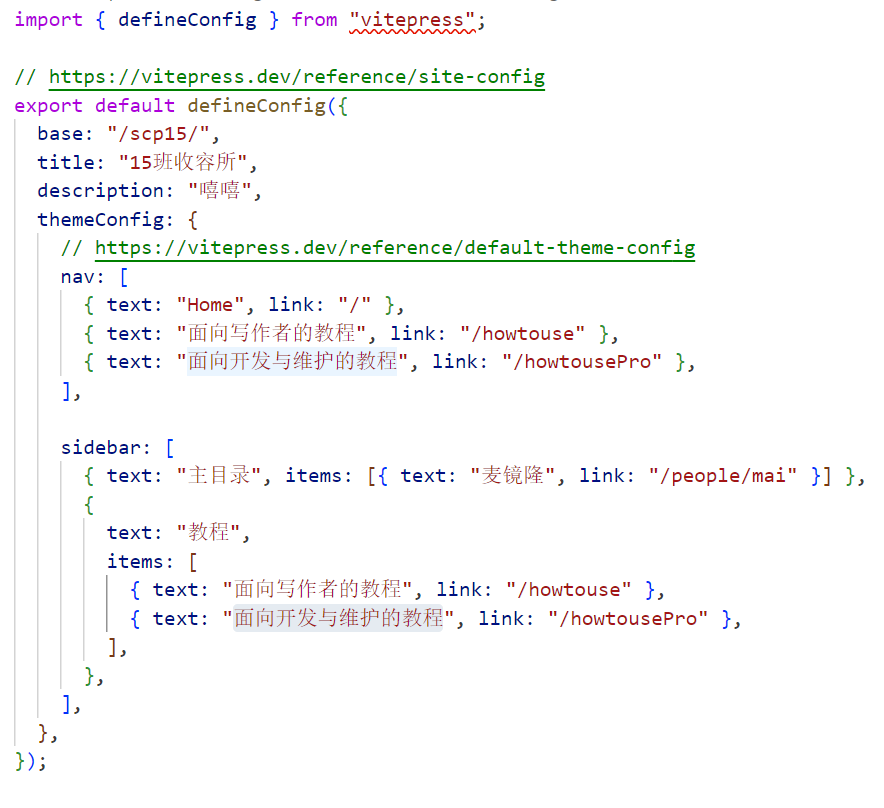 import { defineConfig } from "vitepress";
// https://vitepress.dev/reference/site-config
export default defineConfig({
base: "/scp15/",
title: "15班收容所",
description: "嘻嘻",
themeConfig: {
// https://vitepress.dev/reference/default-theme-config
nav: [
{ text: "Home", link: "/" },
{ text: "面向写作者的教程", link: "/howtouse" },
{ text: "面向开发与维护的教程", link: "/howtousePro" },
],
sidebar: [
{ text: "主目录", items: [{ text: "麦镜隆", link: "/people/mai" }] },
{
text: "教程",
items: [
{ text: "面向写作者的教程", link: "/howtouse" },
{ text: "面向开发与维护的教程", link: "/howtousePro" },
],
},
],
},
});